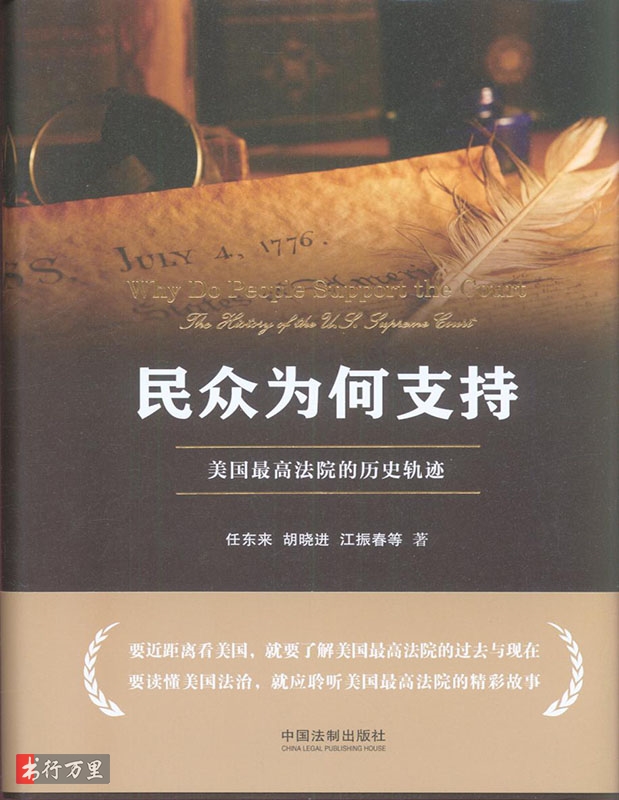 SS. JULY 4, 1776.
Why Do People Support the Court
The History of the U.S. Supreme Court
民众为何支持
美国最高法院的历史轨迹
任东来 胡晓进 江振春等 著
要近距离看美国，就要了解美国最高法院的过去与现在
要读懂美国法治，就应聆听美国最高法院的精彩故事
中国法制出版社
CHINA LEGAL PUBLISHING HOUSE
书行万里